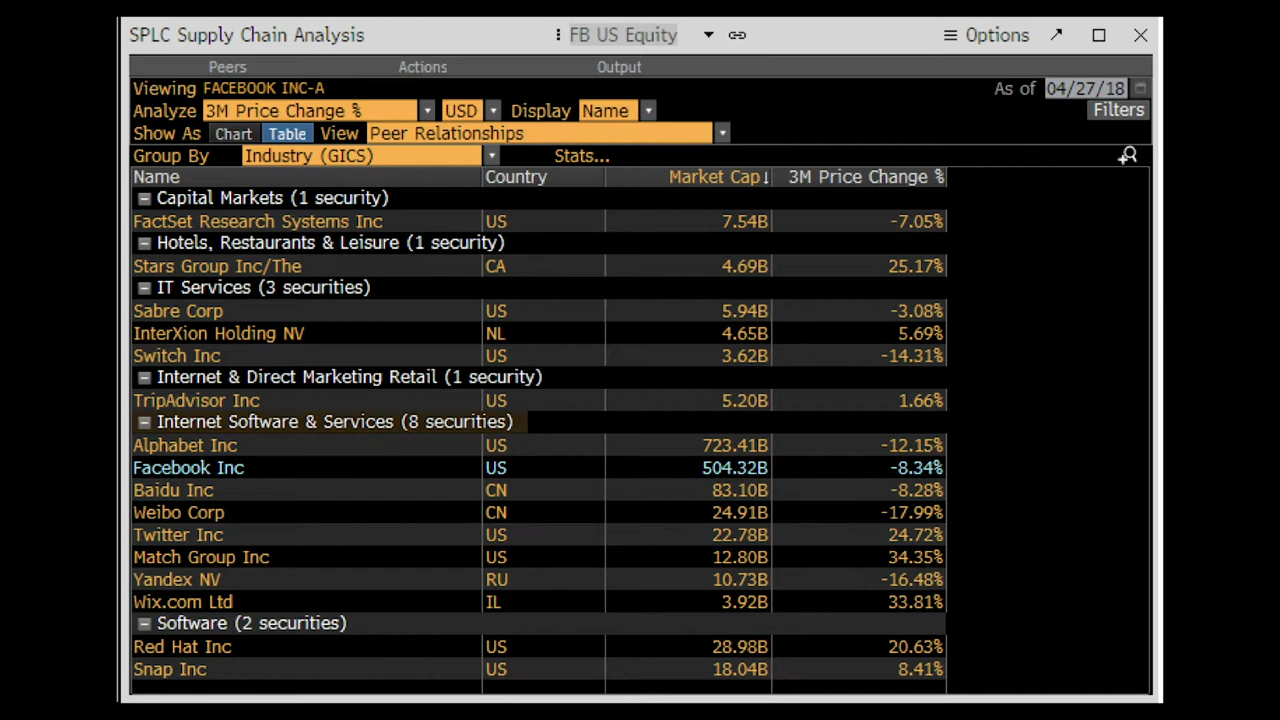 SPLC Supply Chain Analysis FB US Equity Options
Peers Actions Output
Viewing FACEBOOK INC-A As of 04/27/18
Analyze 3M Price Change % USD Display Name Filters
Show As Chart Table View Peer Relationships
Group By Industry (GICS) Stats...
Name Country Market Cap↓ 3M Price Change %
Capital Markets (1 security)
FactSet Research Systems Inc US 7.54B -7.05%
Hotels, Restaurants & Leisure (1 security)
Stars Group Inc/The CA 4.69B 25.17%
IT Services (3 securities)
Sabre Corp US 5.94B -3.08%
InterXion Holding NV NL 4.65B 5.69%
Switch Inc US 3.62B -14.31%
Internet & Direct Marketing Retail (1 security)
TripAdvisor Inc US 5.20B 1.66%
Internet Software & Services (8 securities)
Alphabet Inc US 723.41B -12.15%
Facebook Inc US 504.32B -8.34%
Baidu Inc CN 83.10B -8.28%
Weibo Corp CN 24.91B -17.99%
Twitter Inc US 22.78B 24.72%
Match Group Inc US 12.80B 34.35%
Yandex NV RU 10.73B -16.48%
Wix.com Ltd IL 3.92B 33.81%
Software (2 securities)
Red Hat Inc US 28.98B 20.63%
Snap Inc US 18.04B 8.41%